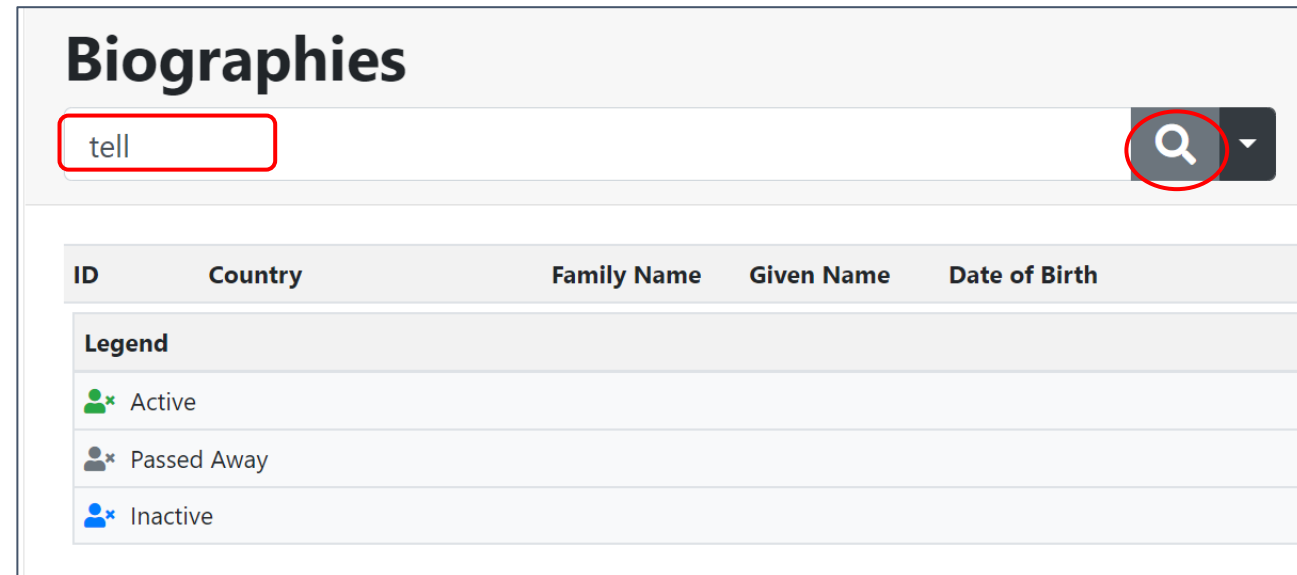 Biographies
tell
ID Country Family Name Given Name Date of Birth
Legend
Active
Passed Away
Inactive